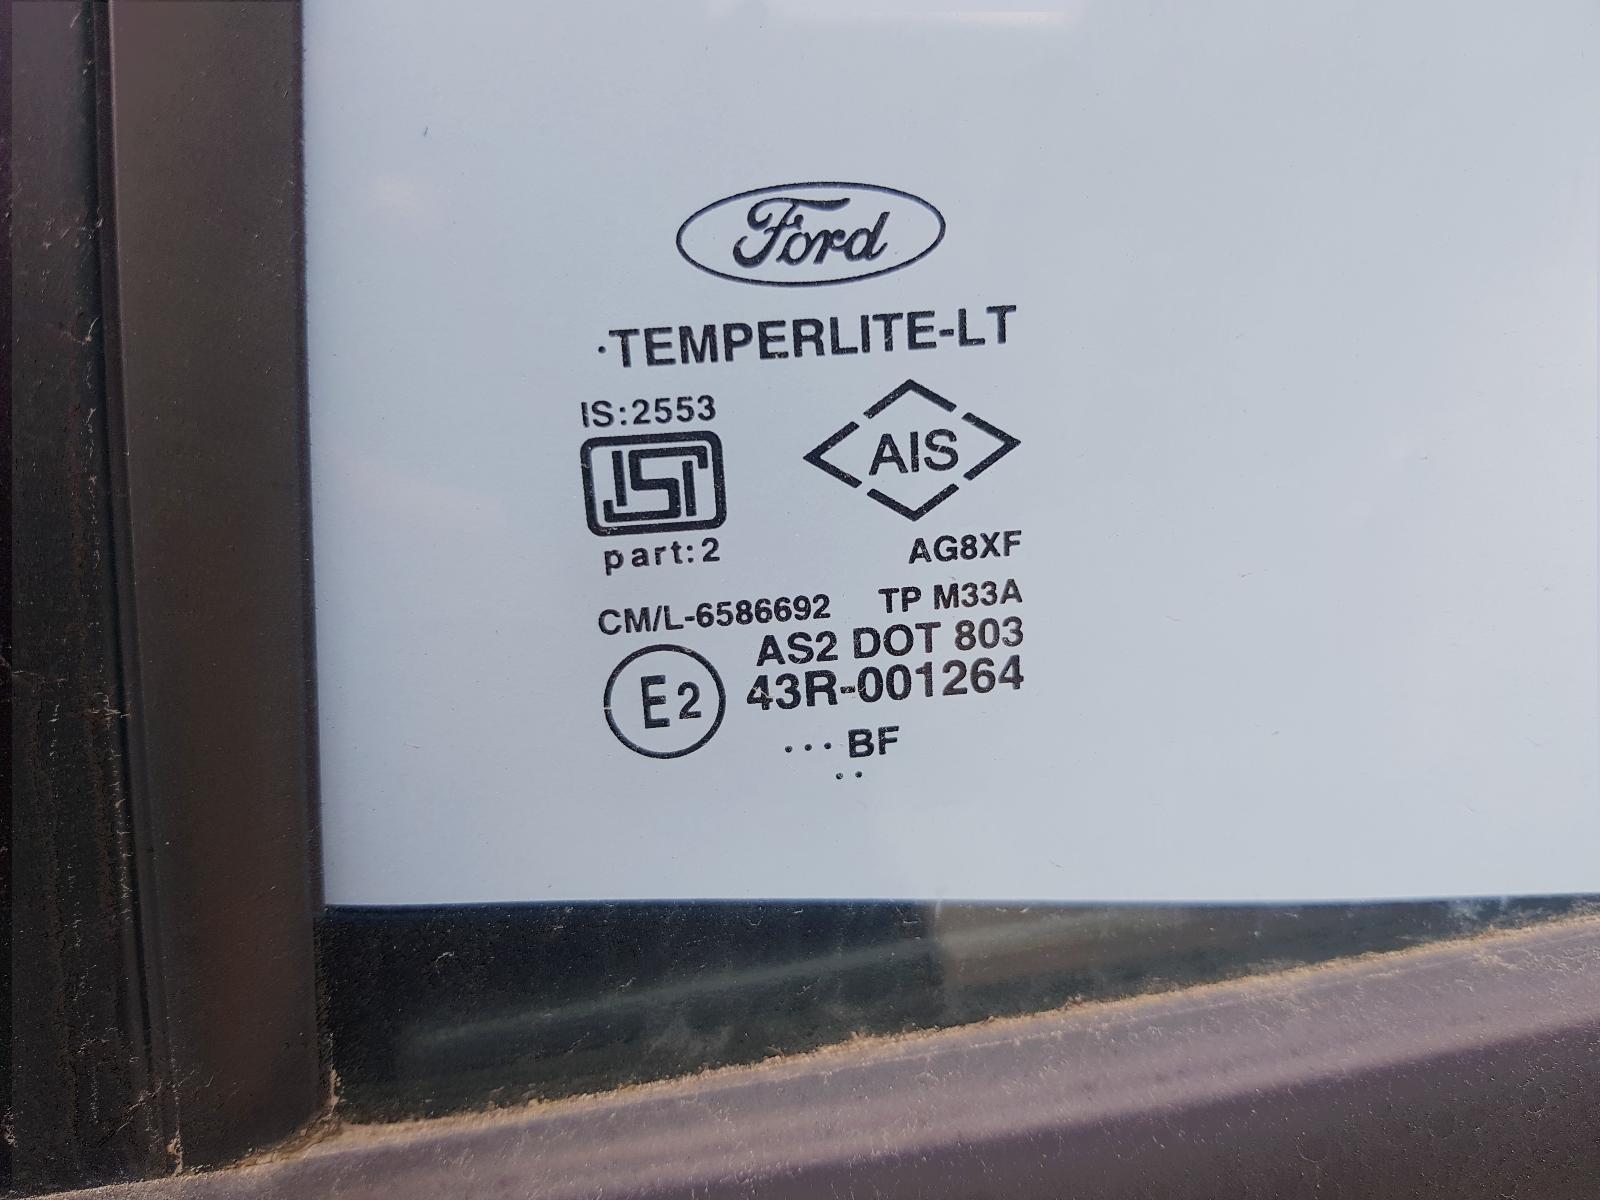 Ford
·TEMPERLITE-LT
IS:2553
ISI
AIS
part:2
AG8XF
CM/L-6586692 TP M33A
AS2 DOT 803
E2 43R-001264
··· BF
··